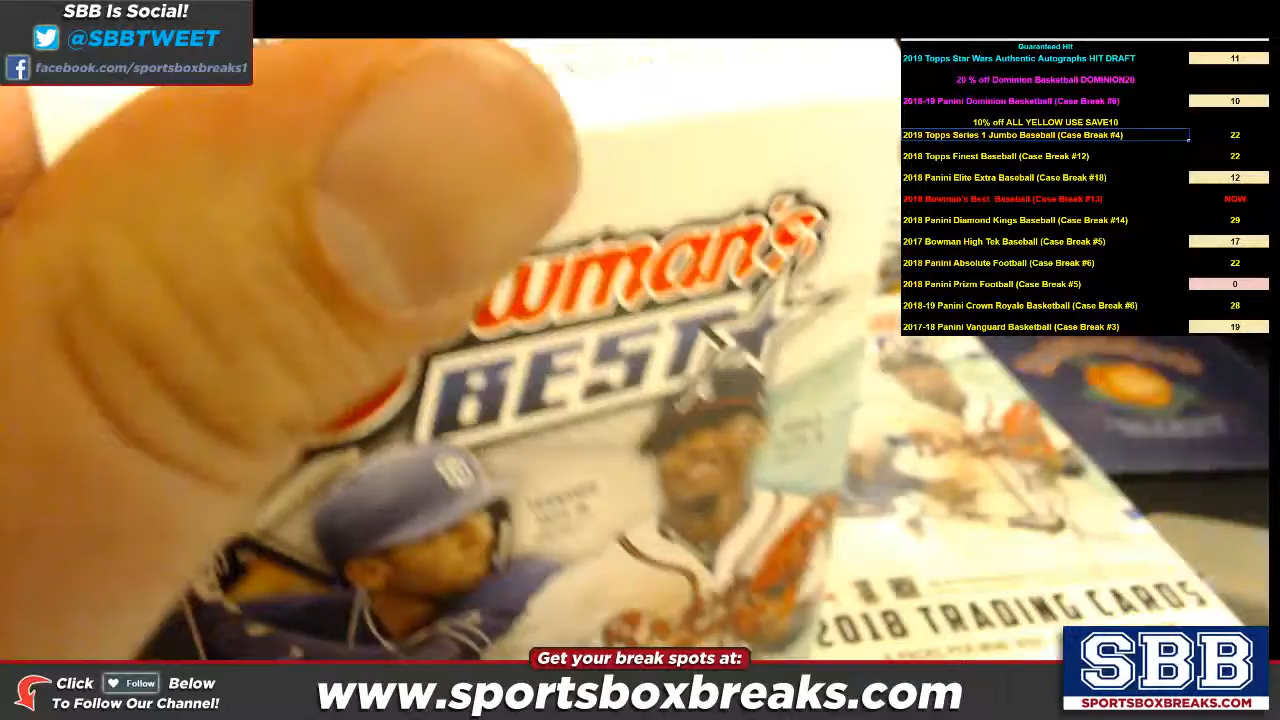 SBB Is Social!
@SBBTWEET
facebook.com/sportsboxbreaks1
Guaranteed Hit
2019 Topps Star Wars Authentic Autographs HIT DRAFT 11
20 % off Dominion Basketball DOMINION20
2018-19 Panini Dominion Basketball (Case Break #6) 10
10% off ALL YELLOW USE SAVE10
2019 Topps Series 1 Jumbo Baseball (Case Break #4) 22
2018 Topps Finest Baseball (Case Break #12) 22
2018 Panini Elite Extra Baseball (Case Break #18) 12
2018 Bowman's Best Baseball (Case Break #13) NOW
2018 Panini Diamond Kings Baseball (Case Break #14) 29
2017 Bowman High Tek Baseball (Case Break #5) 17
2018 Panini Absolute Football (Case Break #6) 22
2018 Panini Prizm Football (Case Break #5) 0
2018-19 Panini Crown Royale Basketball (Case Break #6) 28
2017-18 Panini Vanguard Basketball (Case Break #3) 19
wman's
BEST
2018 TRADING CARDS
Get your break spots at:
Click Follow Below
To Follow Our Channel!
www.sportsboxbreaks.com
SBB
SPORTSBOXBREAKS.COM